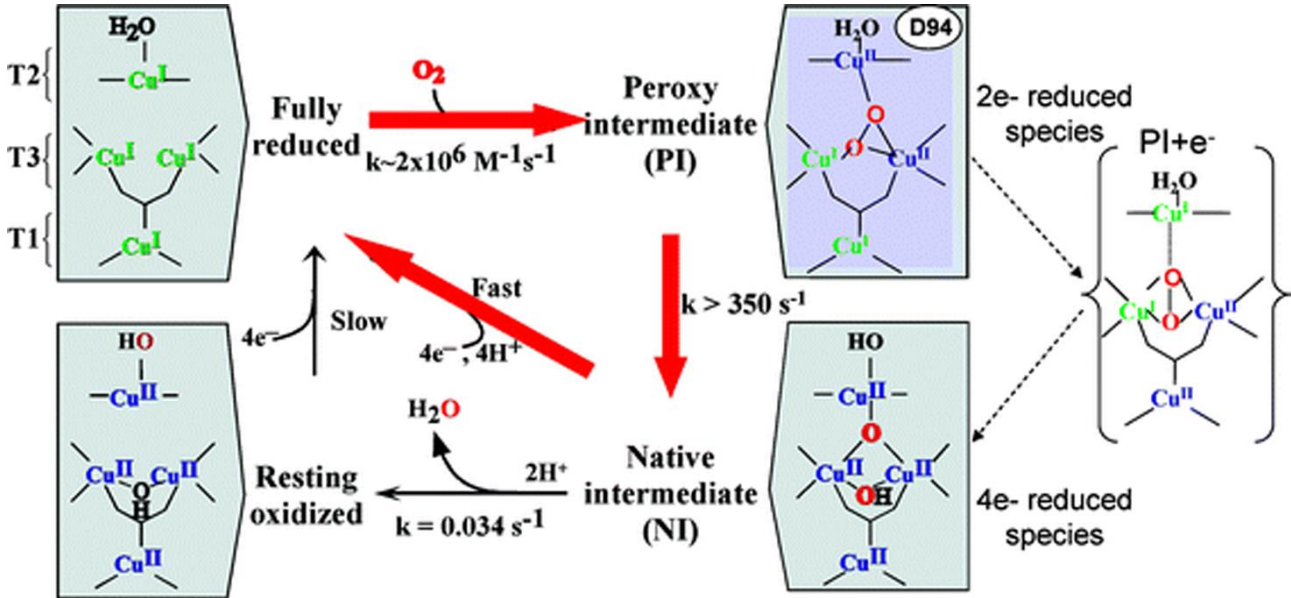 T2
T3
T1
H₂O
Cuᴵ
Cuᴵ Cuᴵ
Cuᴵ
Fully
reduced
O₂
k~2x10⁶ M⁻¹s⁻¹
Peroxy
intermediate
(PI)
D94
H₂O
Cuᴵᴵ
O
O
Cuᴵ Cuᴵᴵ
Cuᴵ
2e- reduced
species
PI+e⁻
H₂O
Cuᴵ
O
O
Cuᴵ Cuᴵᴵ
Cuᴵᴵ
k > 350 s⁻¹
Fast
4e⁻, 4H⁺
Slow
4e⁻
HO
Cuᴵᴵ
Cuᴵᴵ Cuᴵᴵ
O
H
Cuᴵᴵ
Resting
oxidized
H₂O
2H⁺
k = 0.034 s⁻¹
Native
intermediate
(NI)
HO
Cuᴵᴵ
O
Cuᴵᴵ Cuᴵᴵ
OH
Cuᴵᴵ
4e- reduced
species